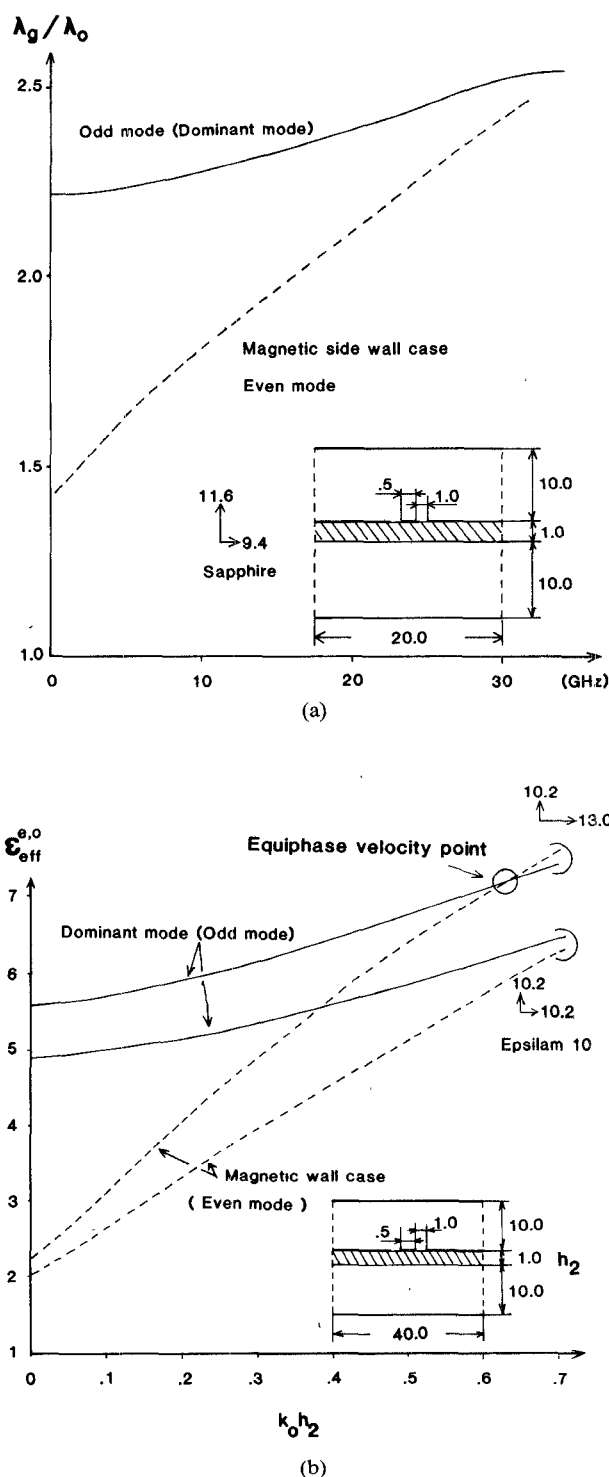 λg/λo
2.5
Odd mode (Dominant mode)
2.0
Magnetic side wall case
Even mode
1.5
11.6
9.4
Sapphire
.5
1.0
10.0
1.0
10.0
20.0
1.0
0
10
20
30
(GHz)
(a)
10.2
13.0
ε e,o eff
Equiphase velocity point
7
Dominant mode (Odd mode)
6
10.2
10.2
5
Epsilam 10
4
Magnetic wall case
( Even mode )
3
1.0
.5
10.0
1.0 h2
2
10.0
40.0
1
0
.1
.2
.3
.4
.5
.6
.7
koh2
(b)